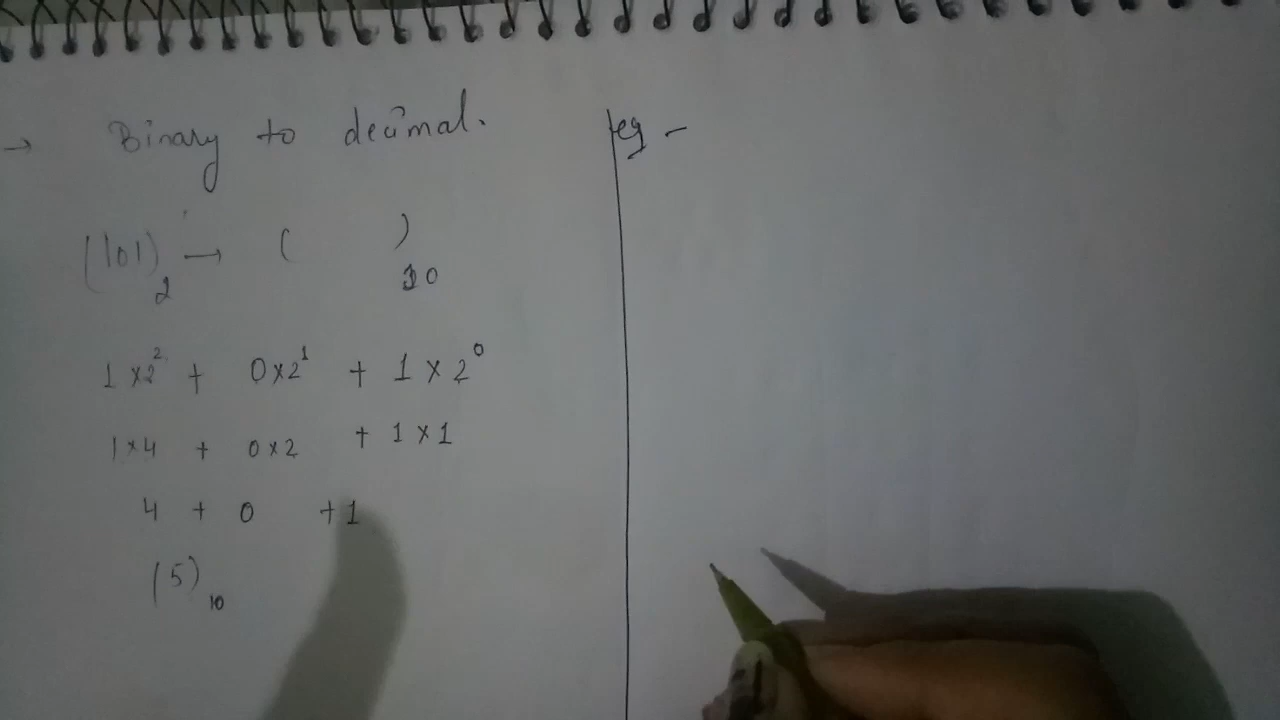 → Binary to decimal.
(101)₂ → ( )₁₀
1 × 2² + 0 × 2¹ + 1 × 2⁰
1 × 4 + 0 × 2 + 1 × 1
4 + 0 + 1
(5)₁₀
eg -